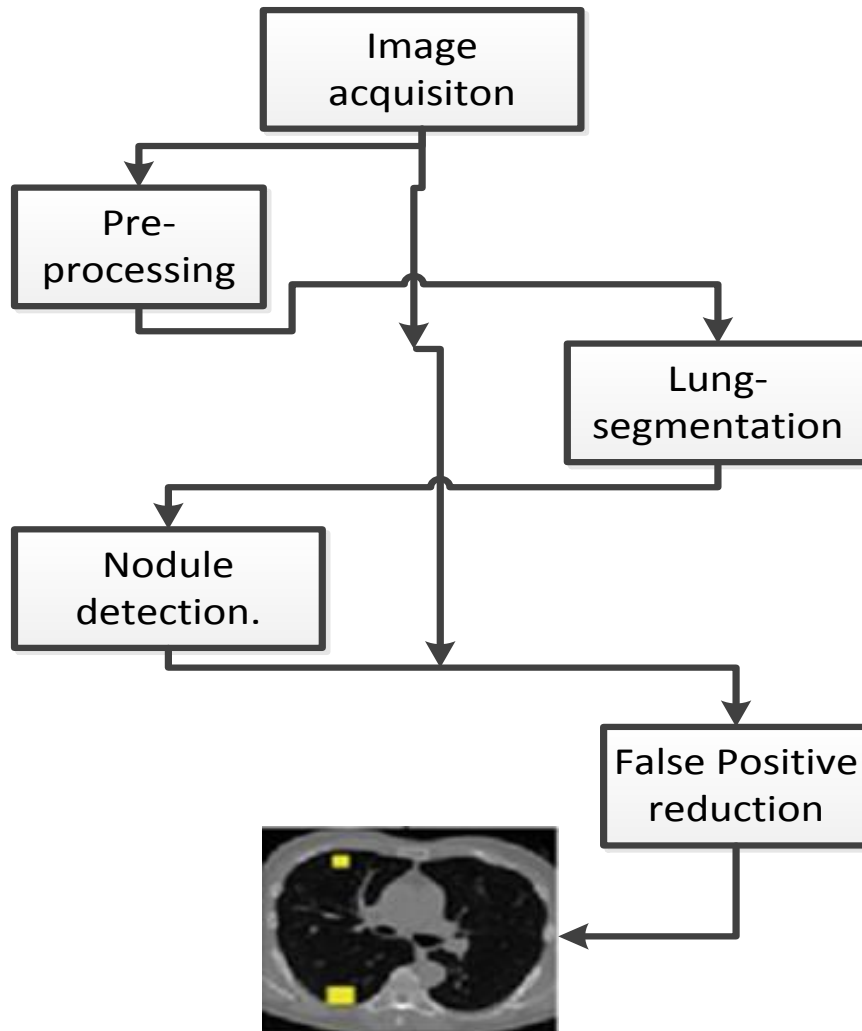 Image
acquisiton
Pre-
processing
Lung-
segmentation
Nodule
detection.
False Positive
reduction